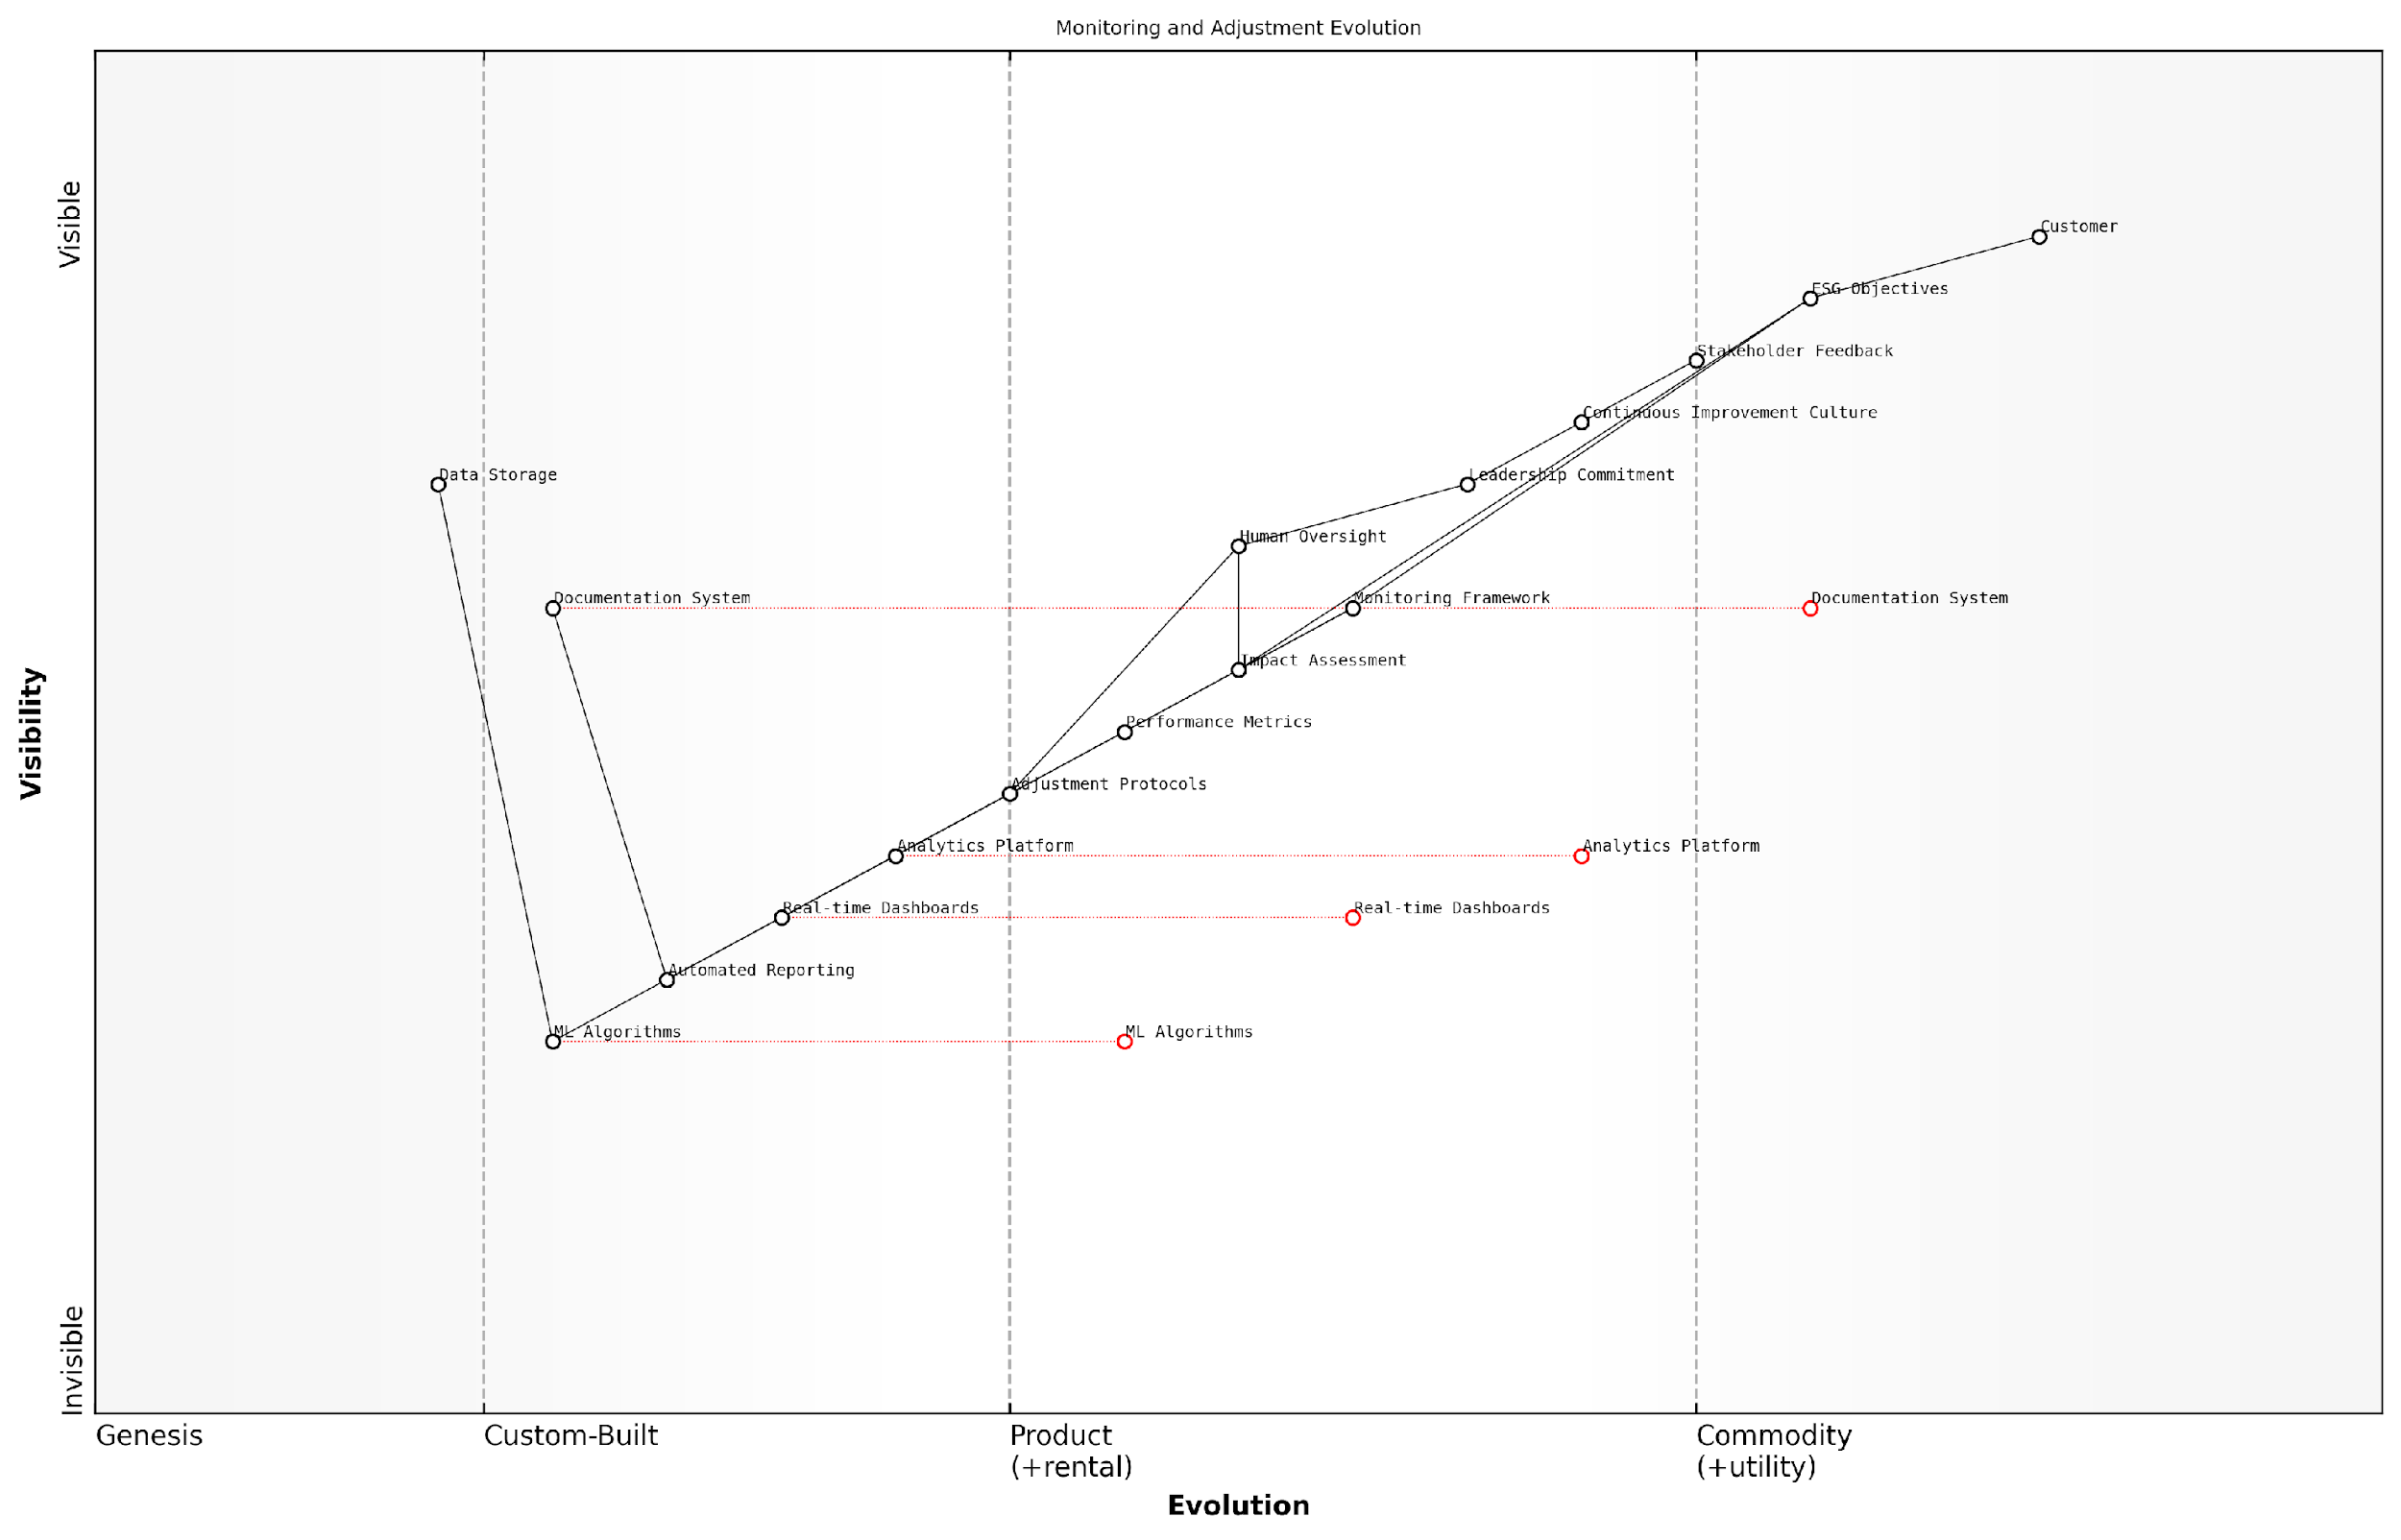 Monitoring and Adjustment Evolution
Visible
Customer
ESG Objectives
Stakeholder Feedback
Continuous Improvement Culture
Data Storage
Leadership Commitment
Human Oversight
Documentation System
Monitoring Framework
Documentation System
Impact Assessment
Visibility
Performance Metrics
Adjustment Protocols
Analytics Platform
Analytics Platform
Real-time Dashboards
Real-time Dashboards
Automated Reporting
ML Algorithms
ML Algorithms
Invisible
Genesis
Custom-Built
Product
(+rental)
Commodity
(+utility)
Evolution